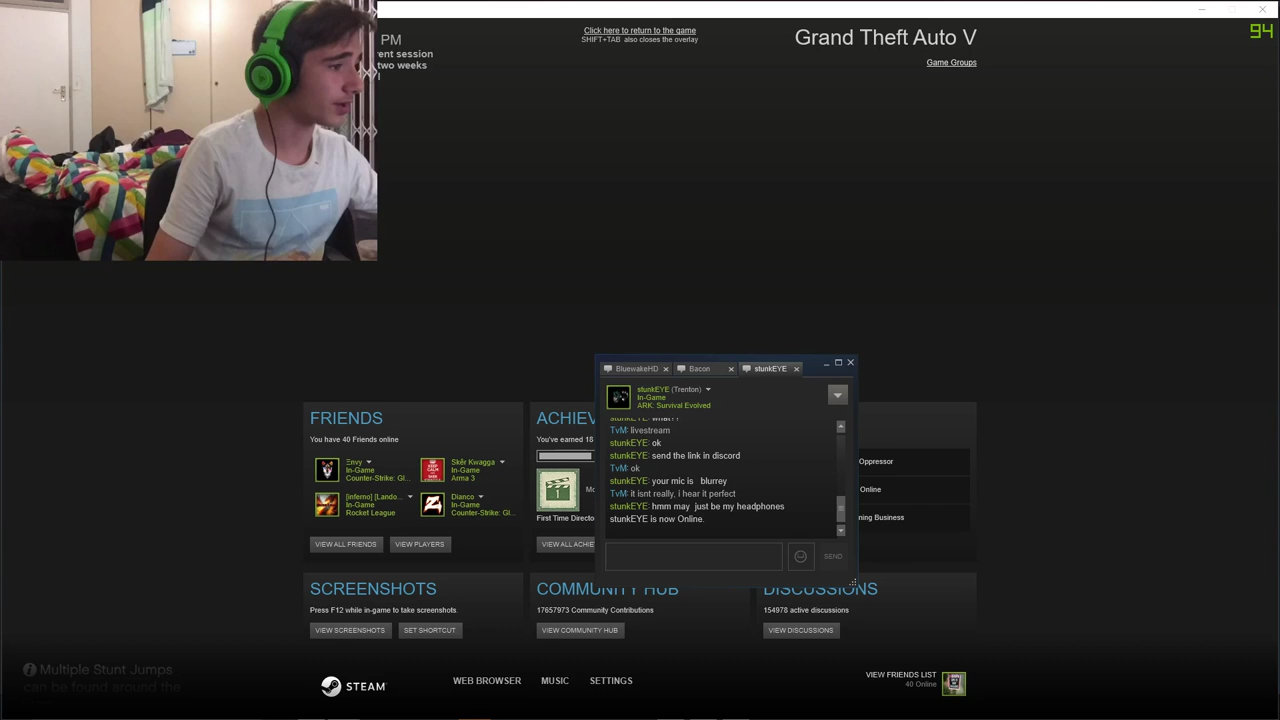 PM
ent session
two weeks
Click here to return to the game
SHIFT+TAB also closes the overlay
Grand Theft Auto V
Game Groups
94
BluewakeHD
Bacon
stunkEYE
stunkEYE (Trenton)
In-Game
ARK: Survival Evolved
stunkEYE: what??
TvM: livestream
stunkEYE: ok
stunkEYE: send the link in discord
TvM: ok
stunkEYE: your mic is blurrey
TvM: it isnt really, i hear it perfect
stunkEYE: hmm may just be my headphones
stunkEYE is now Online.
SEND
FRIENDS
You have 40 Friends online
Envy
In-Game
Counter-Strike: Gl...
Skêr Kwagga
In-Game
Arma 3
[inferno] [Lando...
In-Game
Rocket League
Dianco
In-Game
Counter-Strike: Gl...
VIEW ALL FRIENDS
VIEW PLAYERS
ACHIE
You've earned 18
Mo
First Time Directo
VIEW ALL ACHIE
Oppressor
Online
ning Business
SCREENSHOTS
Press F12 while in-game to take screenshots.
VIEW SCREENSHOTS
SET SHORTCUT
COMMUNITY HUB
17657973 Community Contributions
VIEW COMMUNITY HUB
DISCUSSIONS
154978 active discussions
VIEW DISCUSSIONS
Multiple Stunt Jumps
can be found around the
STEAM
WEB BROWSER
MUSIC
SETTINGS
VIEW FRIENDS LIST
40 Online